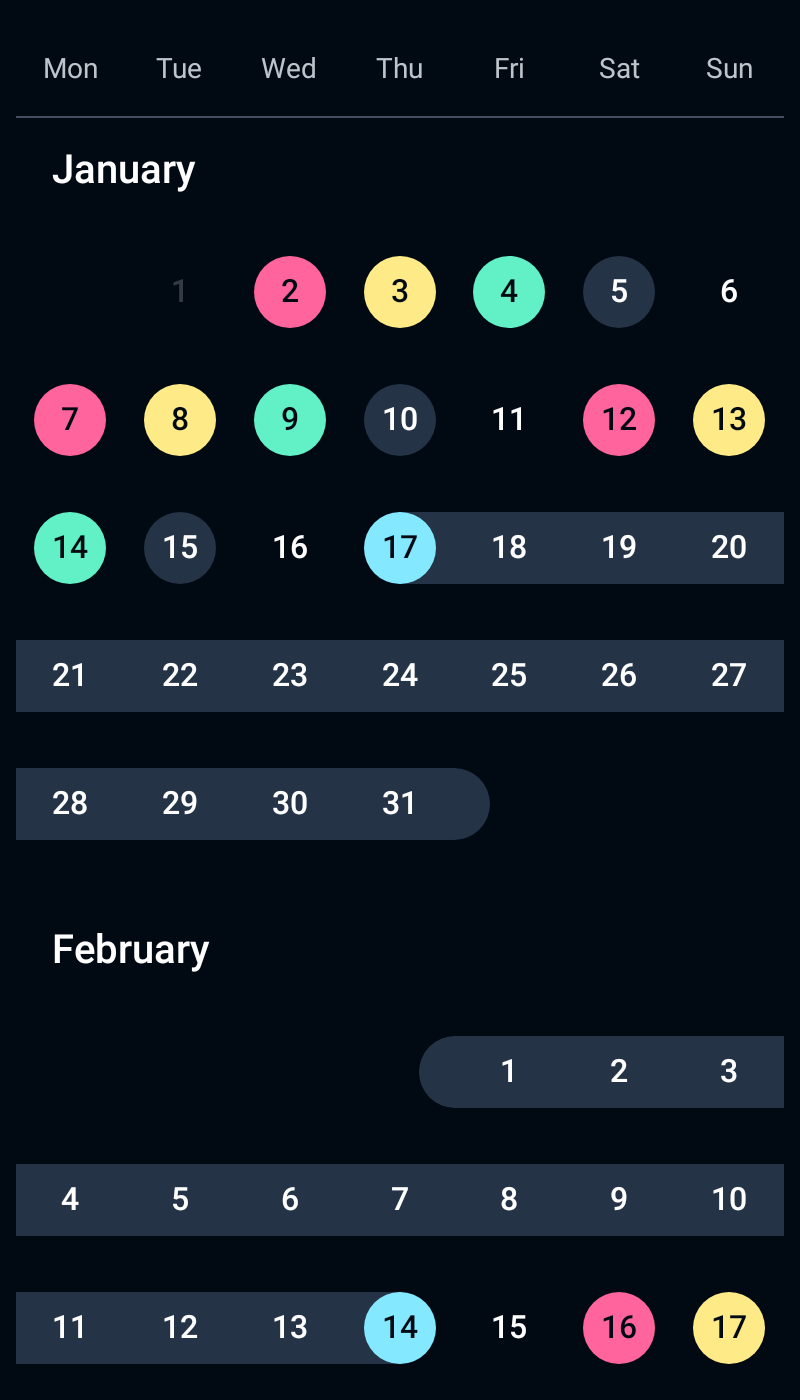 Mon Tue Wed Thu Fri Sat Sun
January
1 2 3 4 5 6
7 8 9 10 11 12 13
14 15 16 17 18 19 20
21 22 23 24 25 26 27
28 29 30 31
February
1 2 3
4 5 6 7 8 9 10
11 12 13 14 15 16 17